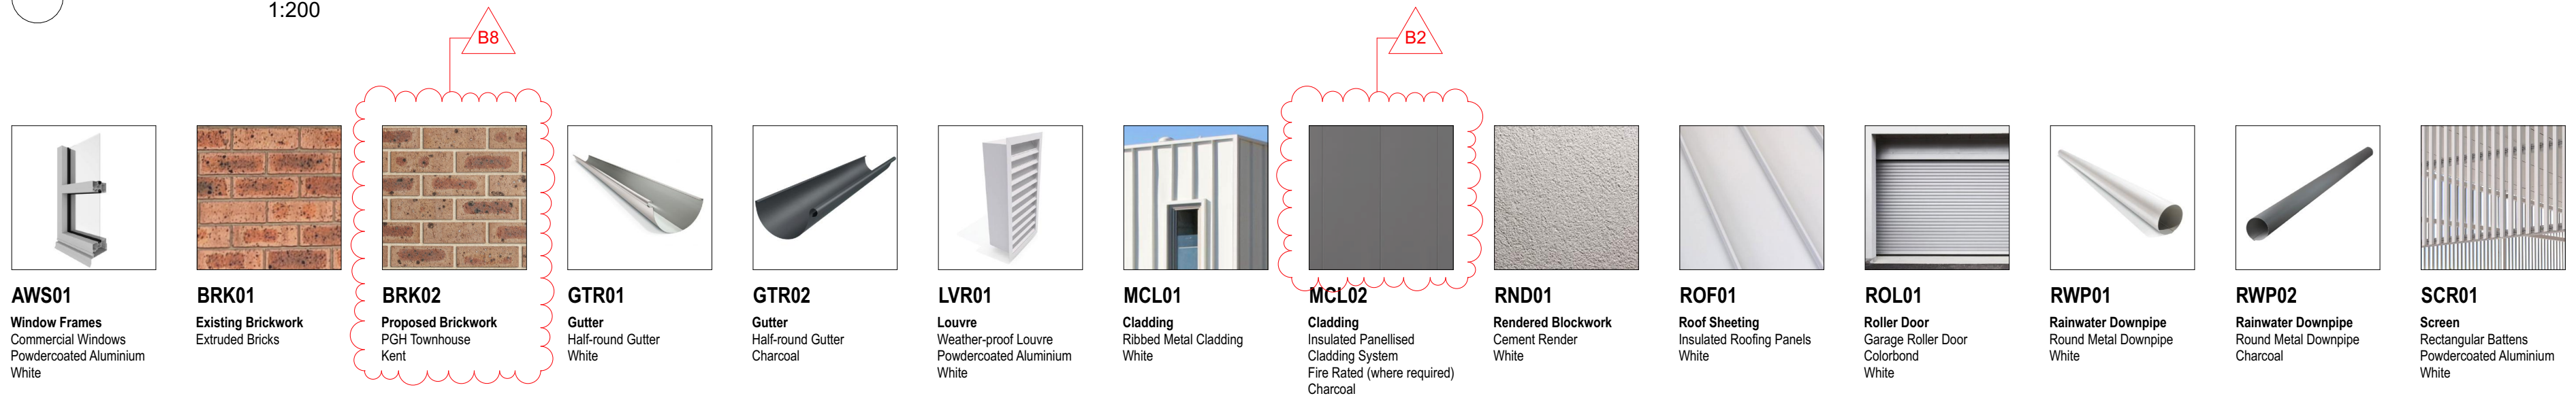 1:200
B8
B2
AWS01
Window Frames
Commercial Windows
Powdercoated Aluminium
White
BRK01
Existing Brickwork
Extruded Bricks
BRK02
Proposed Brickwork
PGH Townhouse
Kent
GTR01
Gutter
Half-round Gutter
White
GTR02
Gutter
Half-round Gutter
Charcoal
LVR01
Louvre
Weather-proof Louvre
Powdercoated Aluminium
White
MCL01
Cladding
Ribbed Metal Cladding
White
MCL02
Cladding
Insulated Panellised
Cladding System
Fire Rated (where required)
Charcoal
RND01
Rendered Blockwork
Cement Render
White
ROF01
Roof Sheeting
Insulated Roofing Panels
White
ROL01
Roller Door
Garage Roller Door
Colorbond
White
RWP01
Rainwater Downpipe
Round Metal Downpipe
White
RWP02
Rainwater Downpipe
Round Metal Downpipe
Charcoal
SCR01
Screen
Rectangular Battens
Powdercoated Aluminium
White